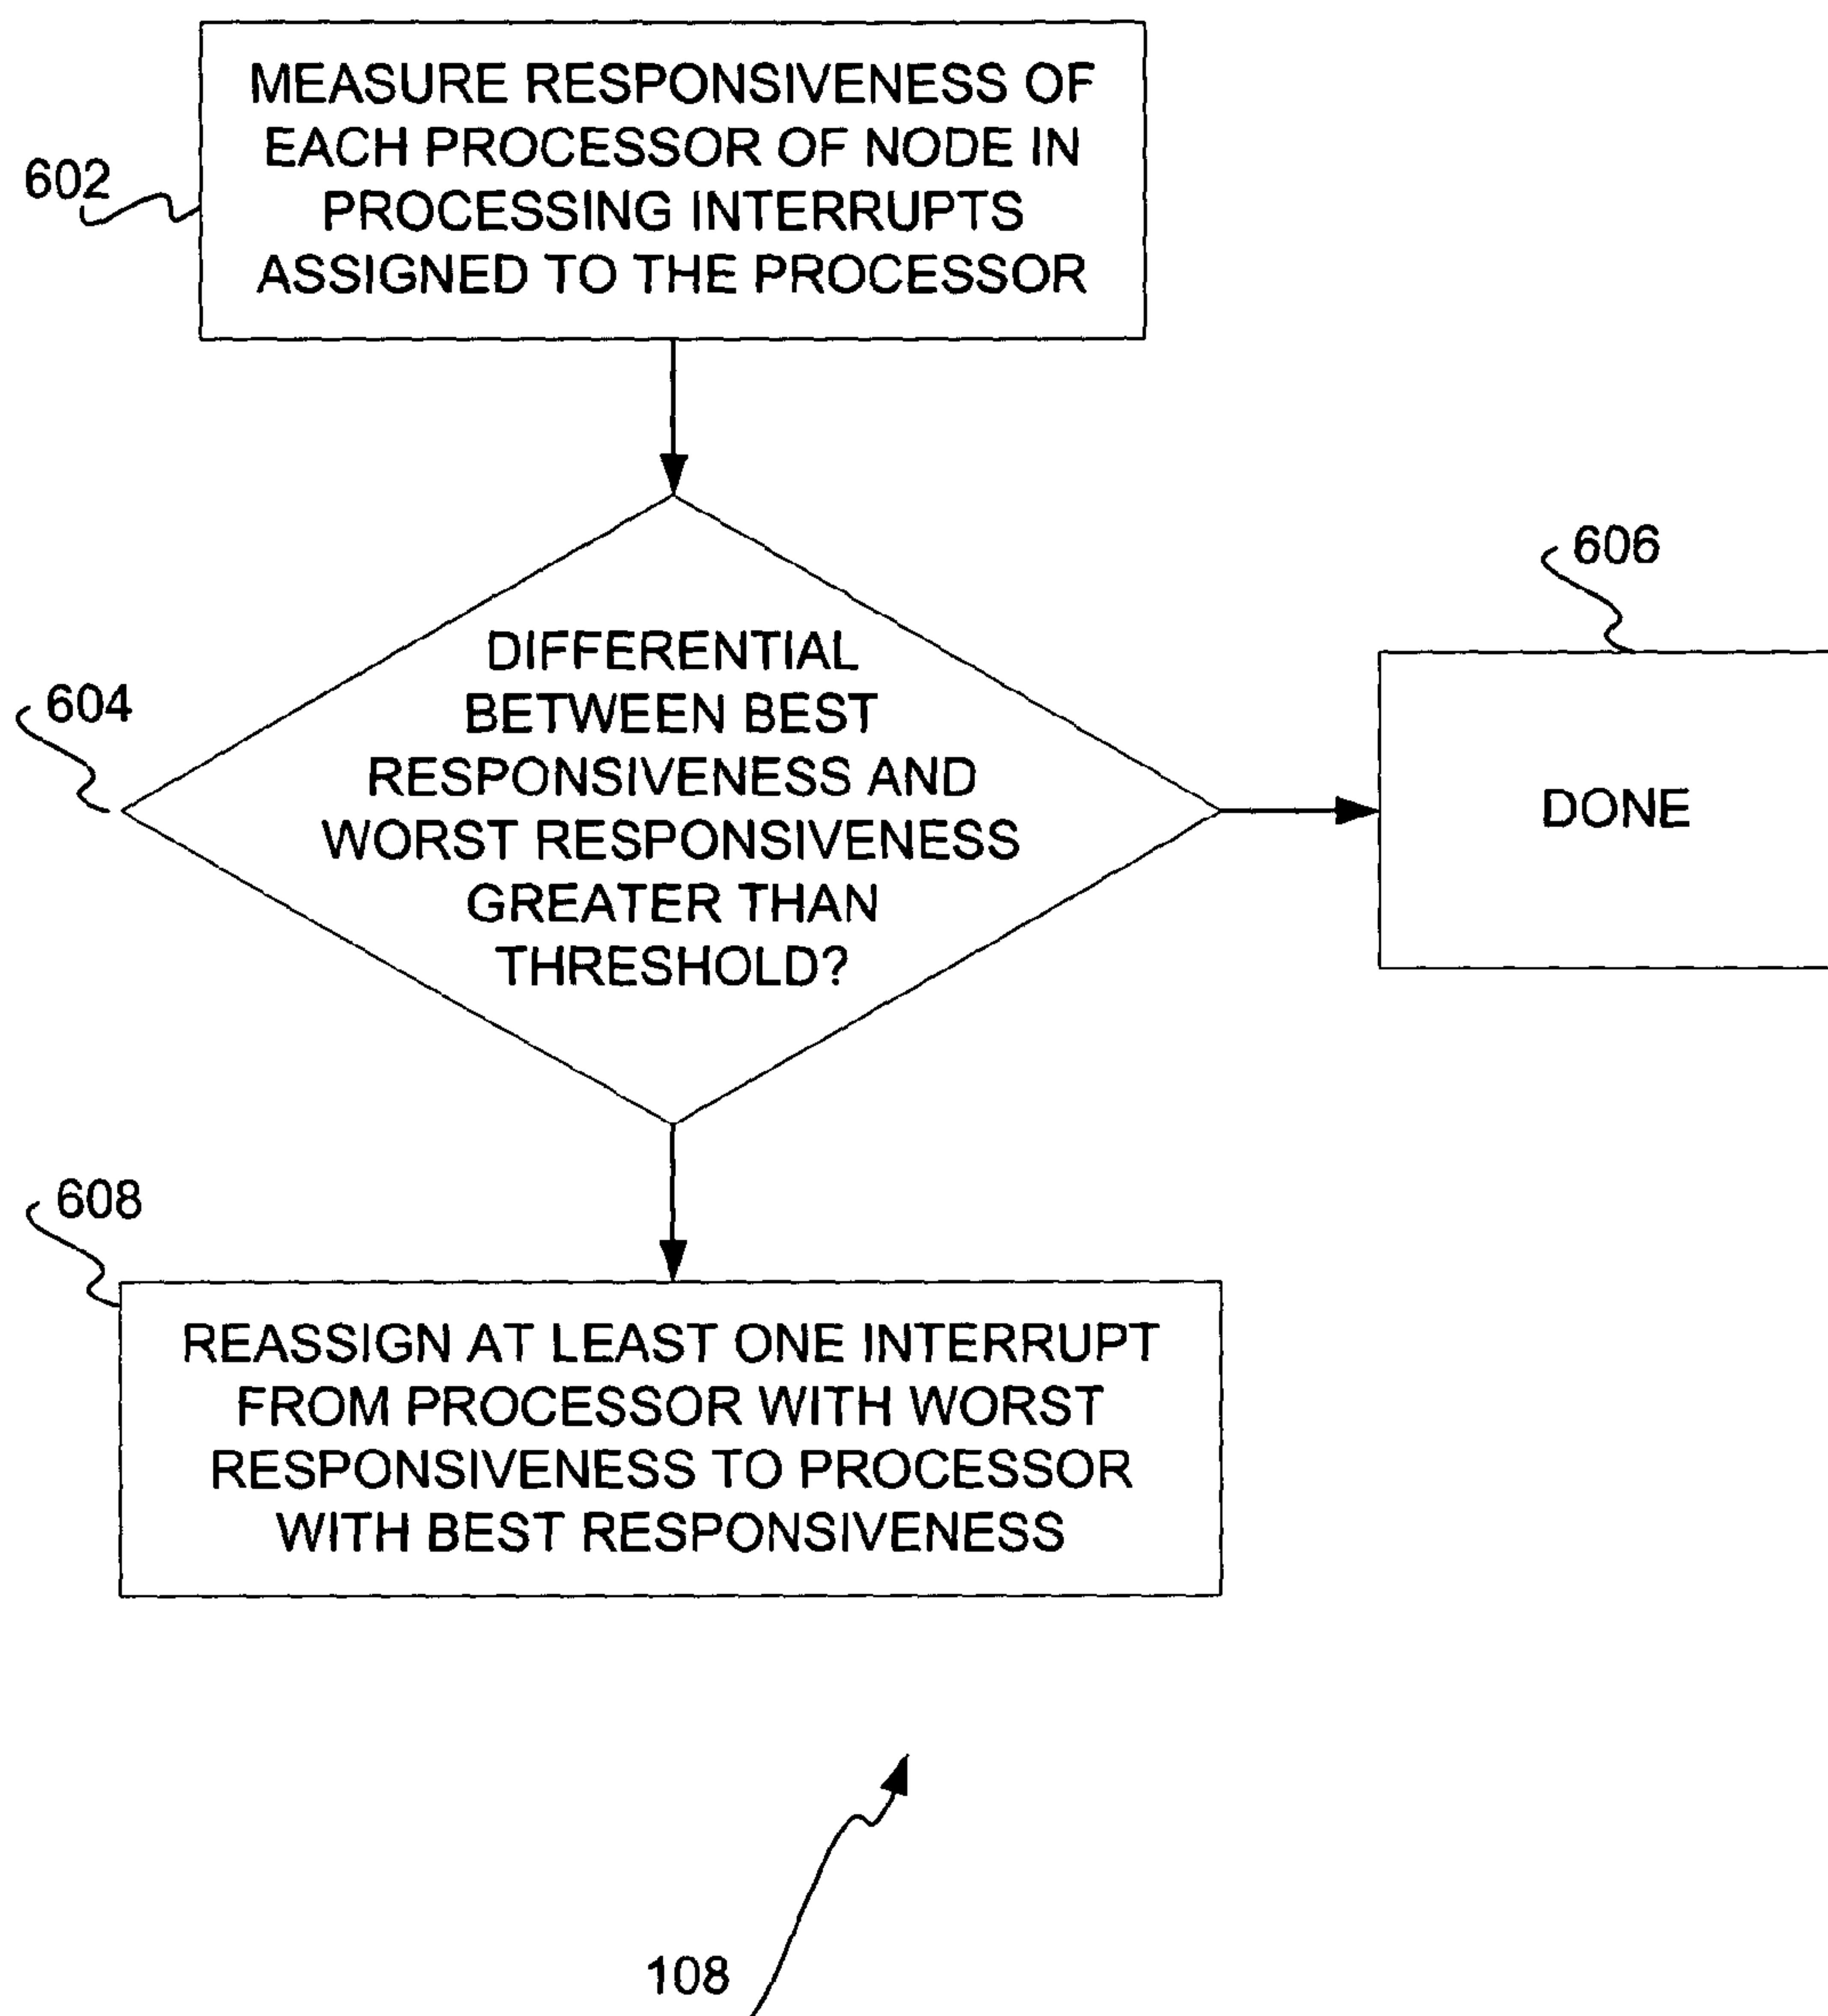 MEASURE RESPONSIVENESS OF
EACH PROCESSOR OF NODE IN
PROCESSING INTERRUPTS
ASSIGNED TO THE PROCESSOR
602
DIFFERENTIAL
BETWEEN BEST
RESPONSIVENESS AND
WORST RESPONSIVENESS
GREATER THAN
THRESHOLD?
604
606
DONE
608
REASSIGN AT LEAST ONE INTERRUPT
FROM PROCESSOR WITH WORST
RESPONSIVENESS TO PROCESSOR
WITH BEST RESPONSIVENESS
108